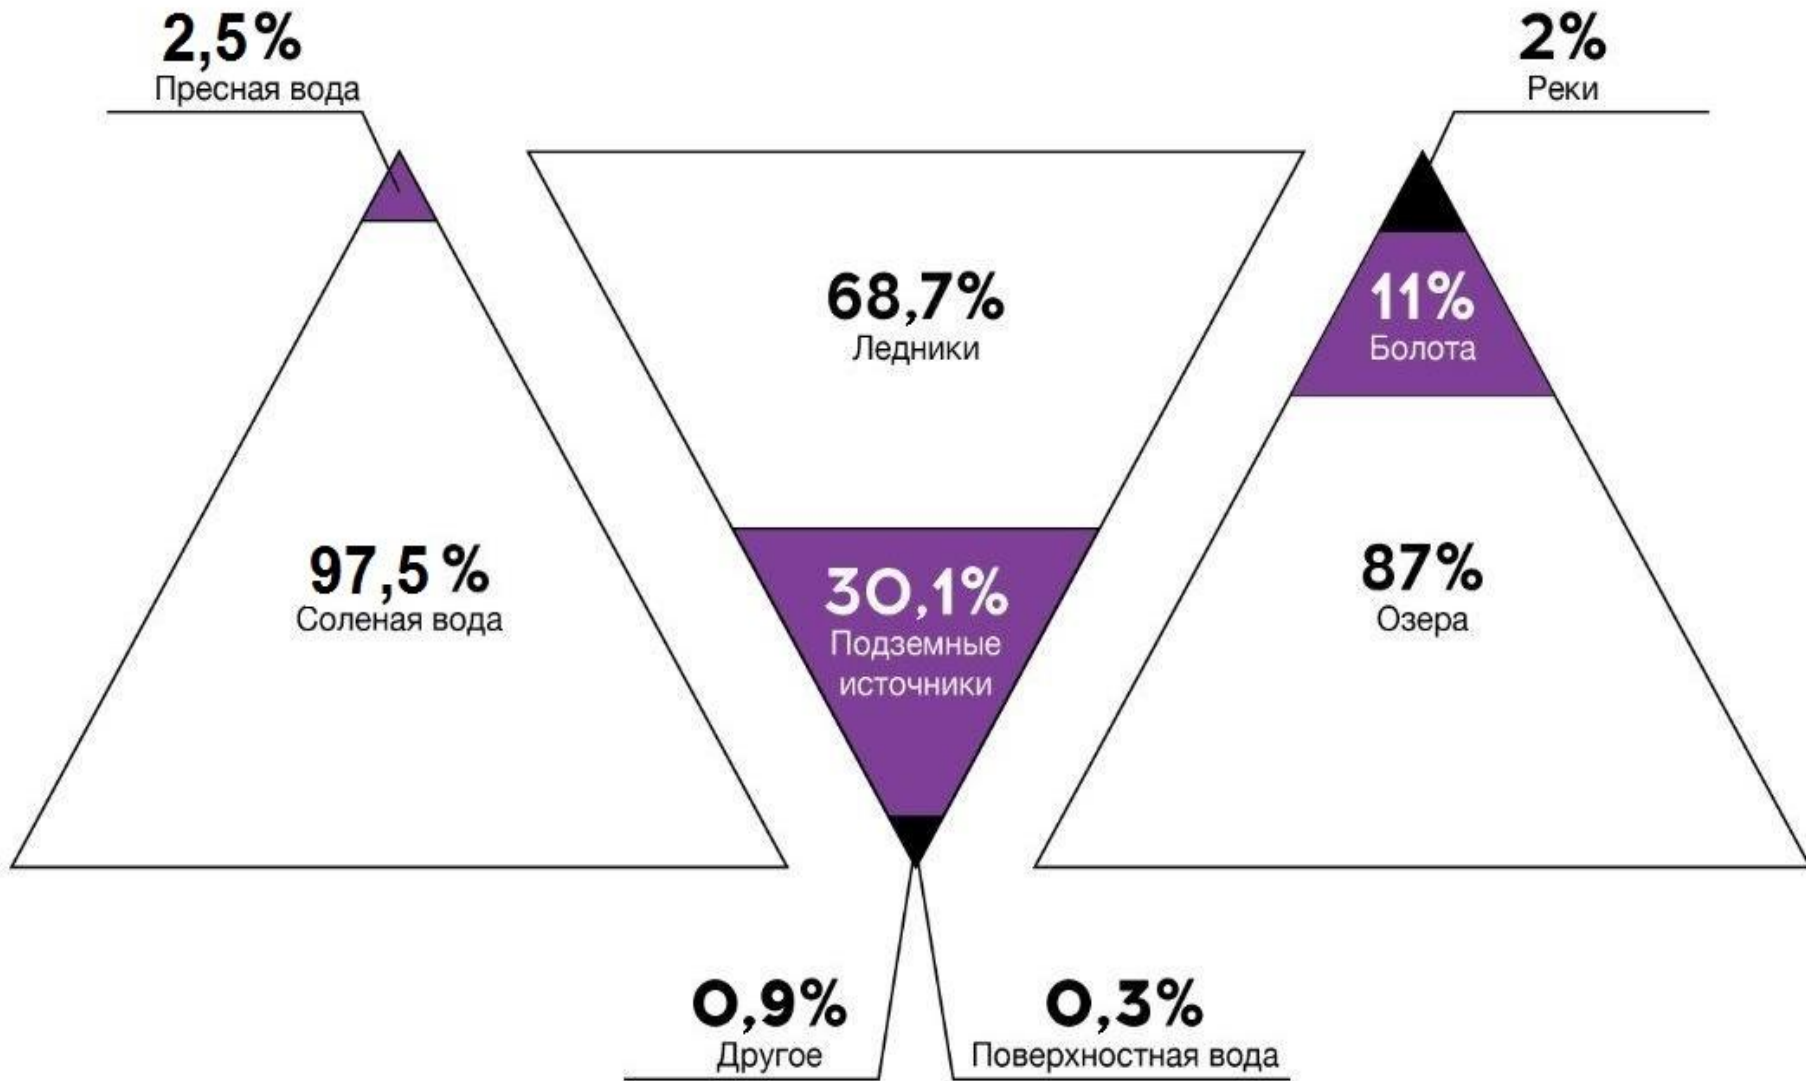 2,5%
Пресная вода
97,5 %
Соленая вода
68,7%
Ледники
30,1%
Подземные
источники
0,9%
Другое
0,3%
Поверхностная вода
2%
Реки
11%
Болота
87%
Озера